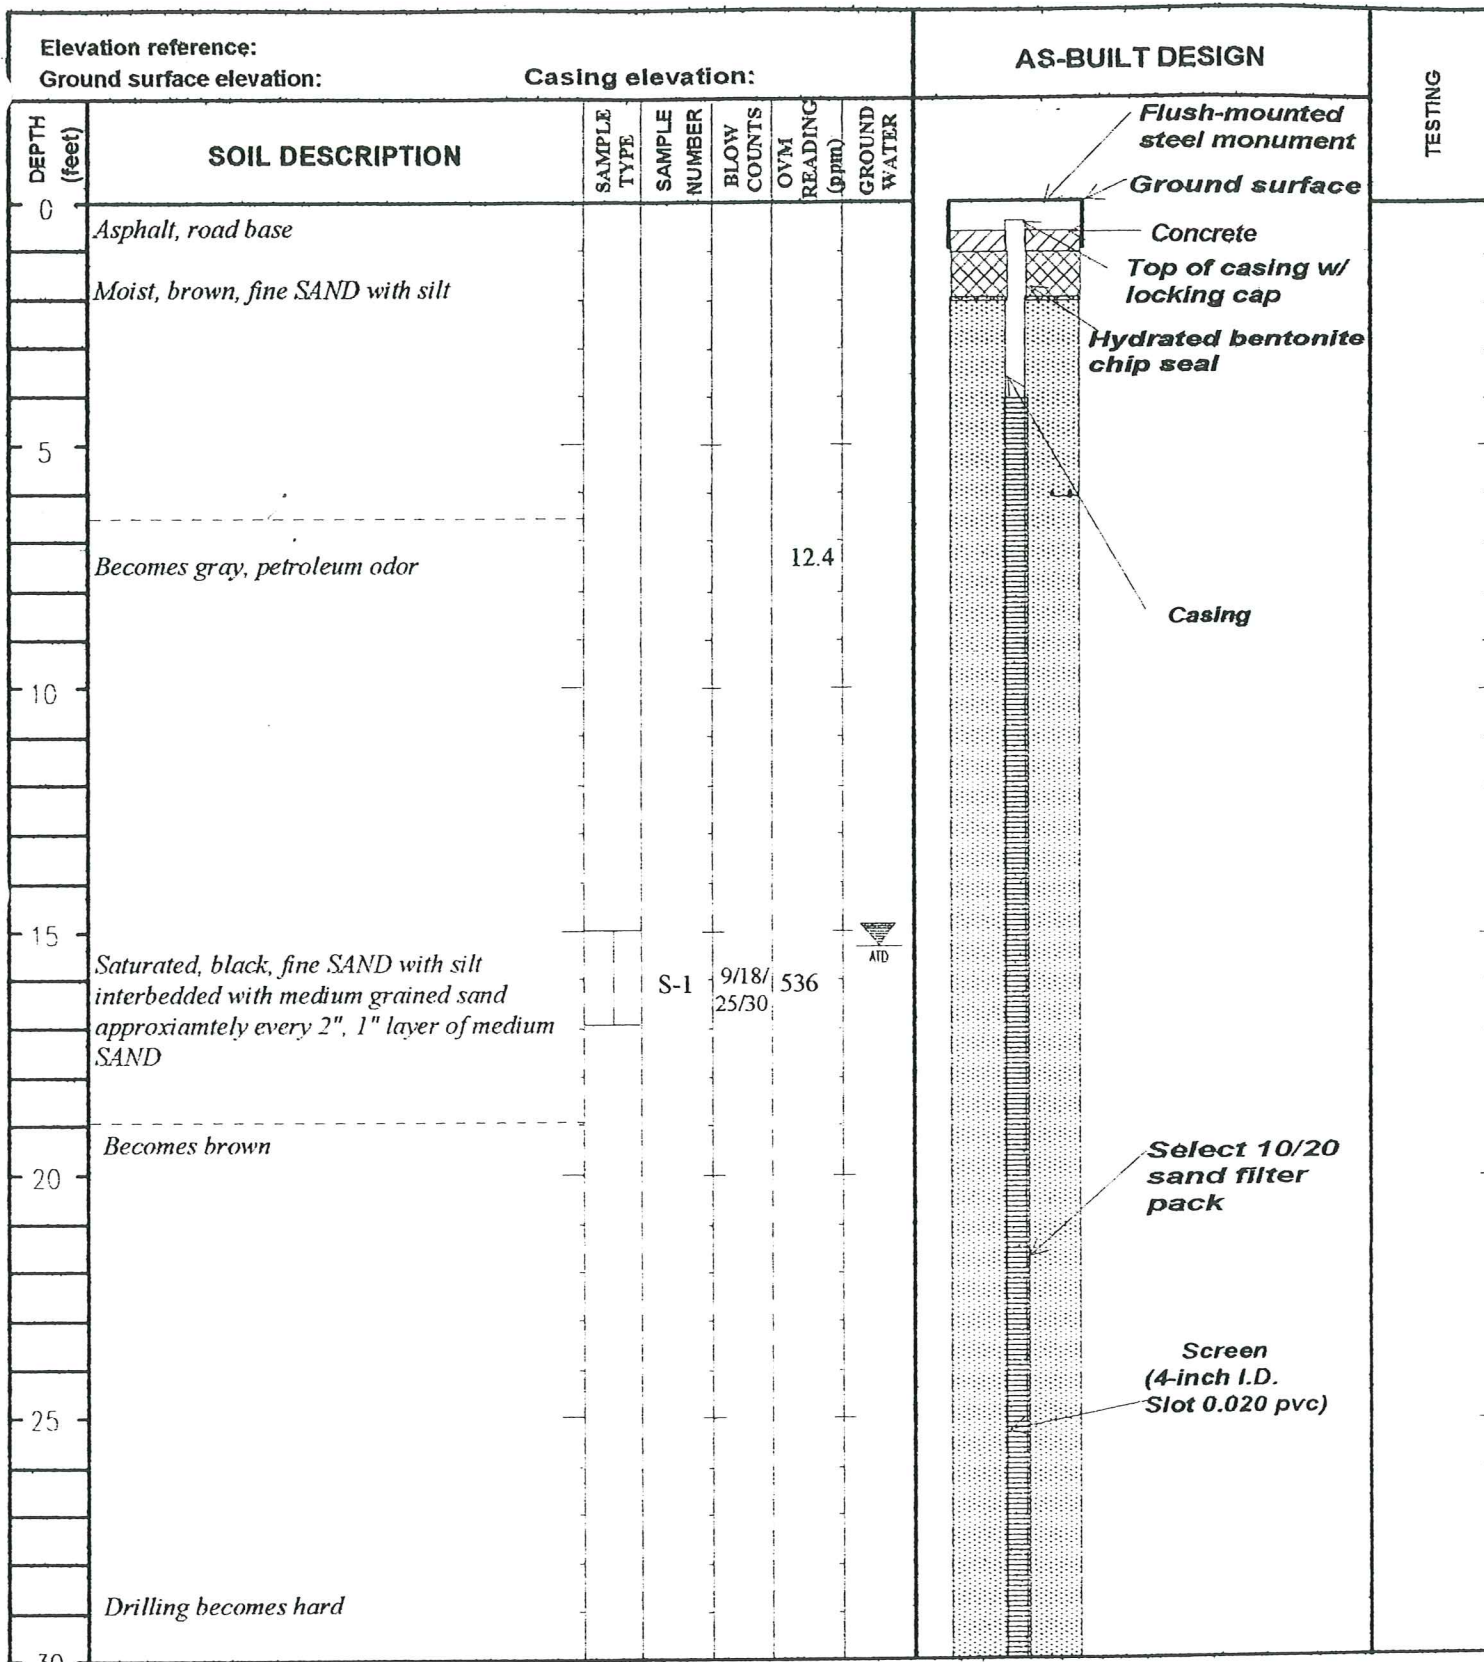 Elevation reference:
Ground surface elevation:
Casing elevation:
AS-BUILT DESIGN
TESTING
DEPTH
(feet)
SOIL DESCRIPTION
SAMPLE
TYPE
SAMPLE
NUMBER
BLOW
COUNTS
OVM
READING
(ppm)
GROUND
WATER
Flush-mounted
steel monument
Ground surface
0
Asphalt, road base
Concrete
Top of casing w/
locking cap
Moist, brown, fine SAND with silt
Hydrated bentonite
chip seal
5
Becomes gray, petroleum odor
12.4
Casing
10
15
ATD
Saturated, black, fine SAND with silt
interbedded with medium grained sand
approxiamtely every 2", 1" layer of medium
SAND
S-1
9/18/
25/30
536
Becomes brown
Select 10/20
sand filter
pack
20
Screen
(4-inch I.D.
Slot 0.020 pvc)
25
Drilling becomes hard
30